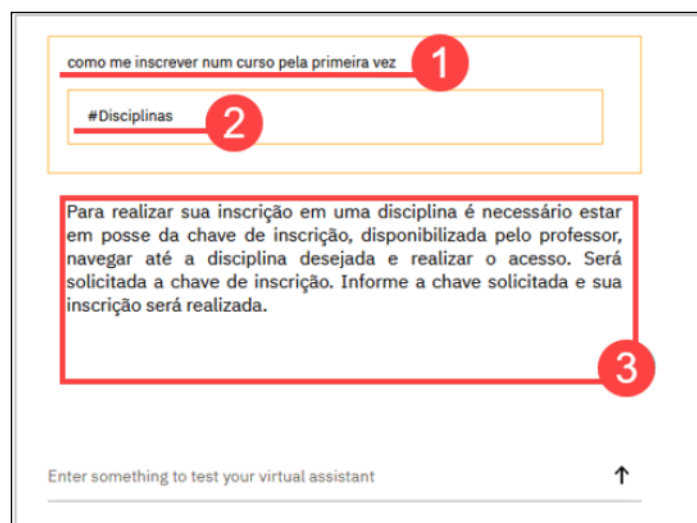 como me inscrever num curso pela primeira vez
1
#Disciplinas
2
Para realizar sua inscrição em uma disciplina é necessário estar
em posse da chave de inscrição, disponibilizada pelo professor,
navegar até a disciplina desejada e realizar o acesso. Será
solicitada a chave de inscrição. Informe a chave solicitada e sua
inscrição será realizada.
3
Enter something to test your virtual assistant